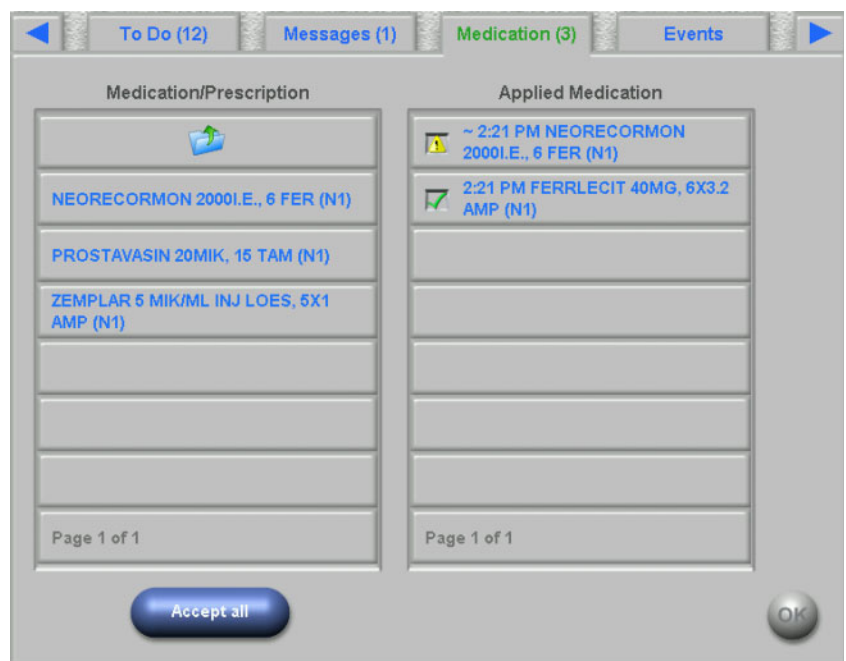 To Do (12)
Messages (1)
Medication (3)
Events
Medication/Prescription
NEORECORMON 2000I.E., 6 FER (N1)
PROSTAVASIN 20MIK, 15 TAM (N1)
ZEMPLAR 5 MIK/ML INJ LOES, 5X1
AMP (N1)
Page 1 of 1
Applied Medication
~ 2:21 PM NEORECORMON
2000I.E., 6 FER (N1)
2:21 PM FERRLECIT 40MG, 6X3.2
AMP (N1)
Page 1 of 1
Accept all
OK